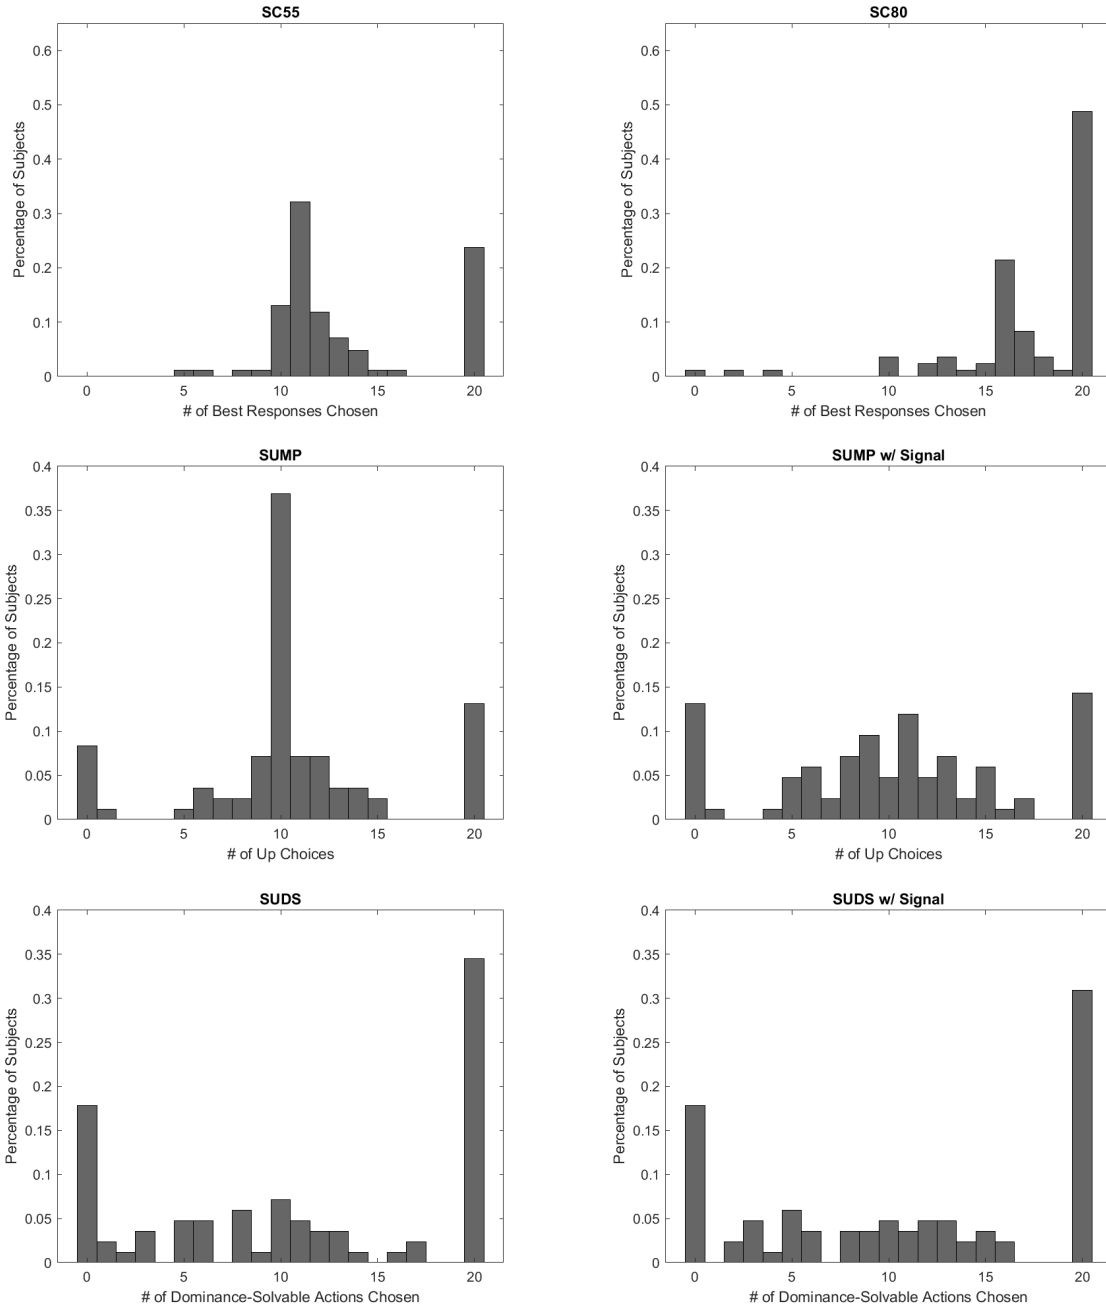 SC55
Percentage of Subjects
0.6
0.5
0.4
0.3
0.2
0.1
0
0 5 10 15 20
# of Best Responses Chosen
SC80
Percentage of Subjects
0.6
0.5
0.4
0.3
0.2
0.1
0
0 5 10 15 20
# of Best Responses Chosen
SUMP
Percentage of Subjects
0.4
0.35
0.3
0.25
0.2
0.15
0.1
0.05
0
0 5 10 15 20
# of Up Choices
SUMP w/ Signal
Percentage of Subjects
0.4
0.35
0.3
0.25
0.2
0.15
0.1
0.05
0
0 5 10 15 20
# of Up Choices
SUDS
Percentage of Subjects
0.4
0.35
0.3
0.25
0.2
0.15
0.1
0.05
0
0 5 10 15 20
# of Dominance-Solvable Actions Chosen
SUDS w/ Signal
Percentage of Subjects
0.4
0.35
0.3
0.25
0.2
0.15
0.1
0.05
0
0 5 10 15 20
# of Dominance-Solvable Actions Chosen